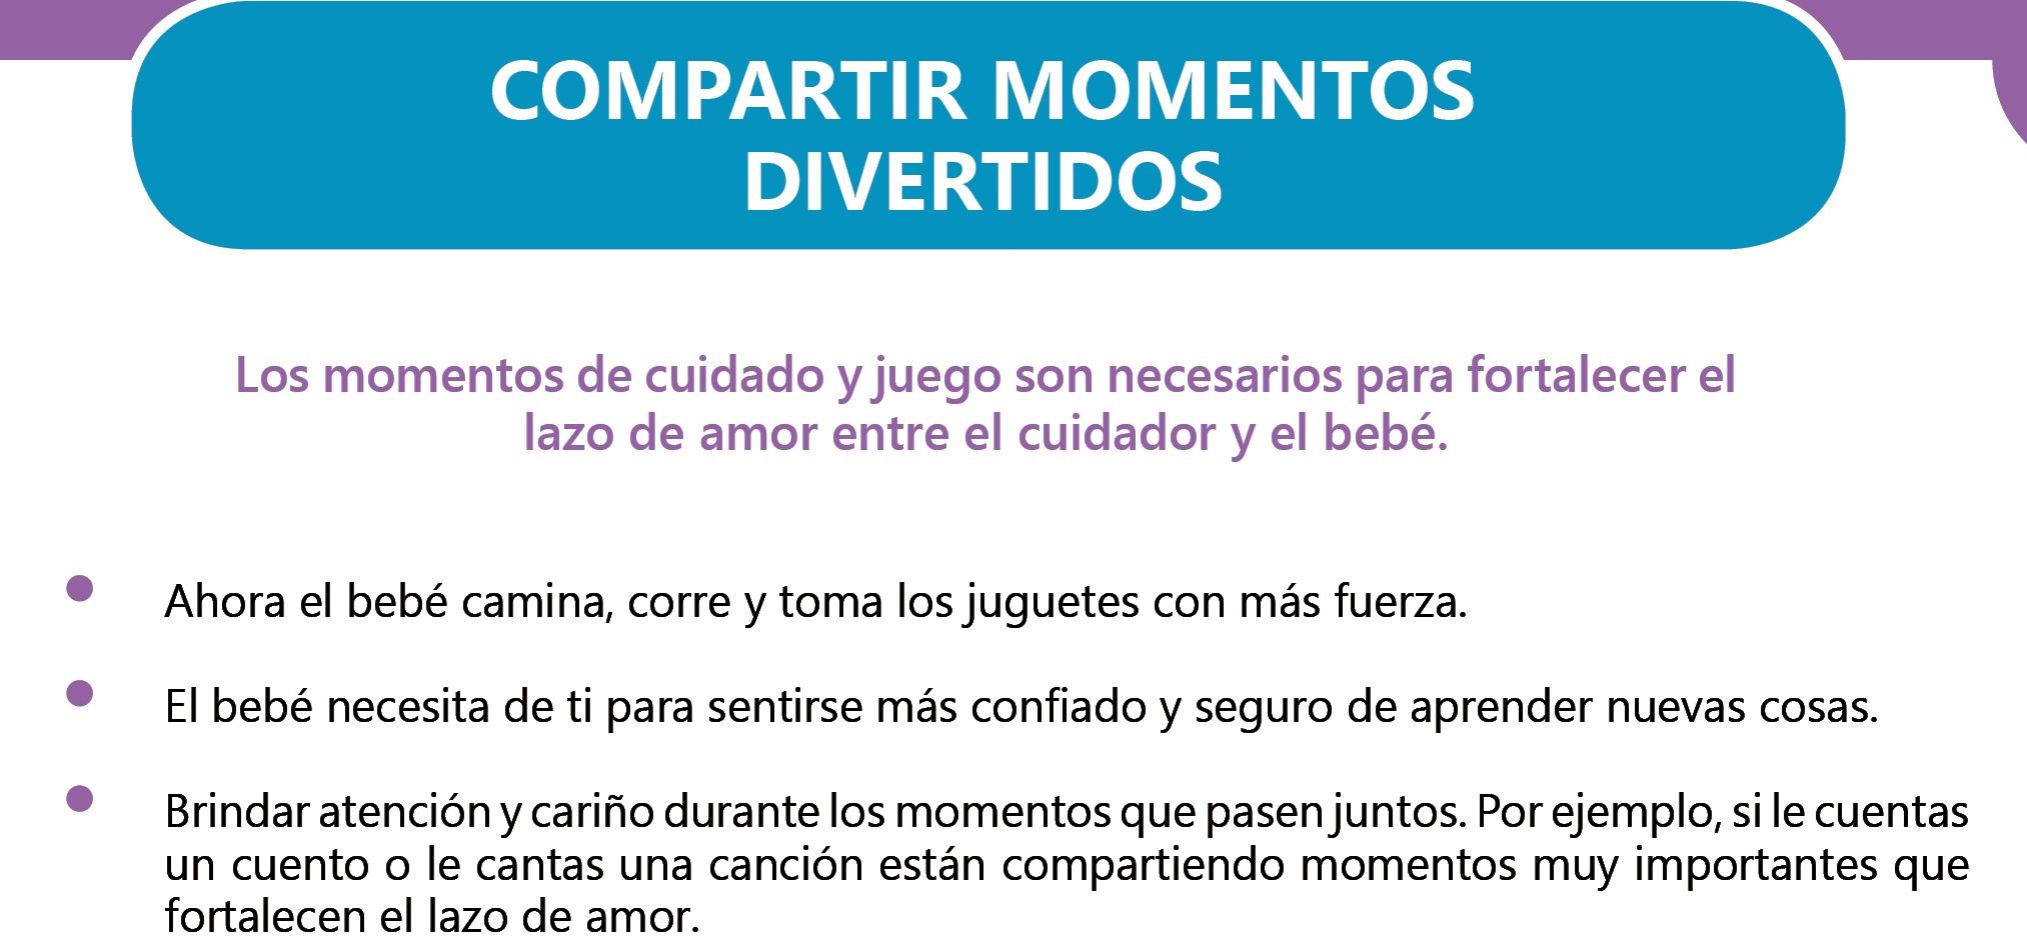 COMPARTIR MOMENTOS
DIVERTIDOS
Los momentos de cuidado y juego son necesarios para fortalecer el
lazo de amor entre el cuidador y el bebé.
Ahora el bebé camina, corre y toma los juguetes con más fuerza.
El bebé necesita de ti para sentirse más confiado y seguro de aprender nuevas cosas.
Brindar atención y cariño durante los momentos que pasen juntos. Por ejemplo, si le cuentas
un cuento o le cantas una canción están compartiendo momentos muy importantes que
fortalecen el lazo de amor.